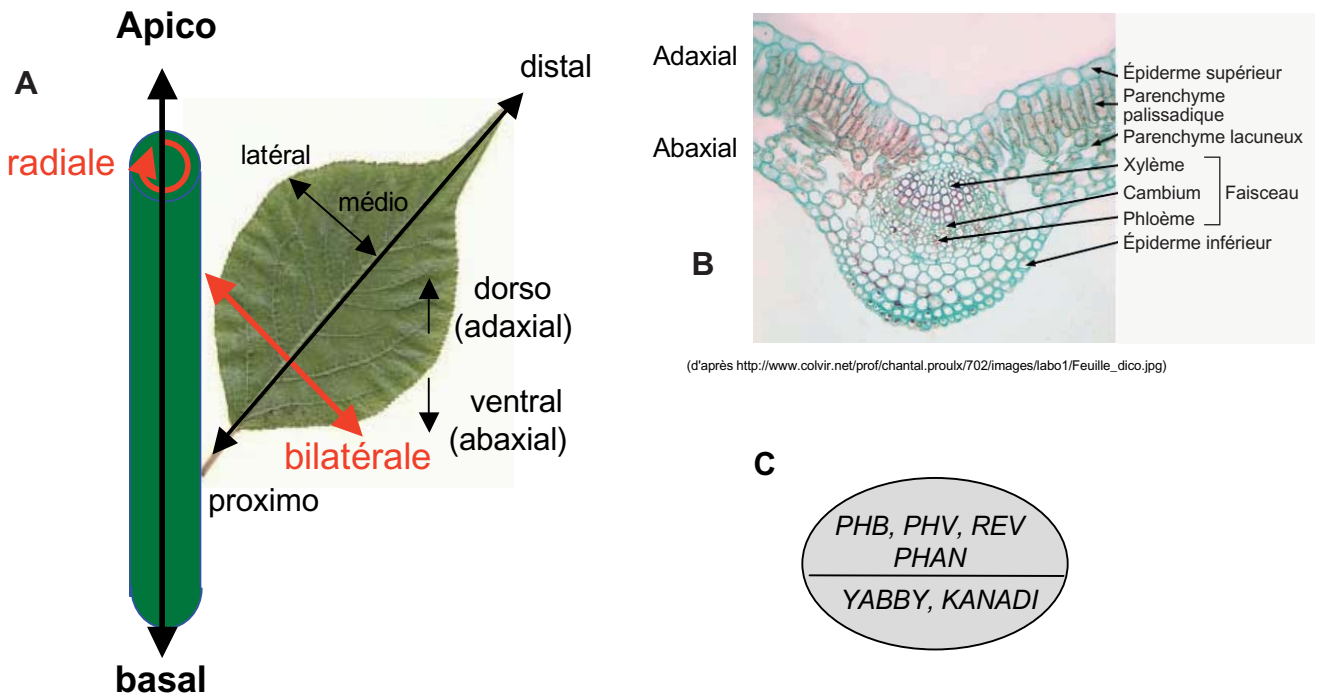 Apico
A
distal
radiale
latéral
médio
dorso
(adaxial)
ventral
(abaxial)
bilatérale
proximo
basal
Adaxial
Abaxial
B
Épiderme supérieur
Parenchyme
palissadique
Parenchyme lacuneux
Xylème
Cambium
Faisceau
Phloème
Épiderme inférieur
(d'après http://www.colvir.net/prof/chantal.proulx/702/images/labo1/Feuille_dico.jpg)
C
PHB, PHV, REV
PHAN
YABBY, KANADI